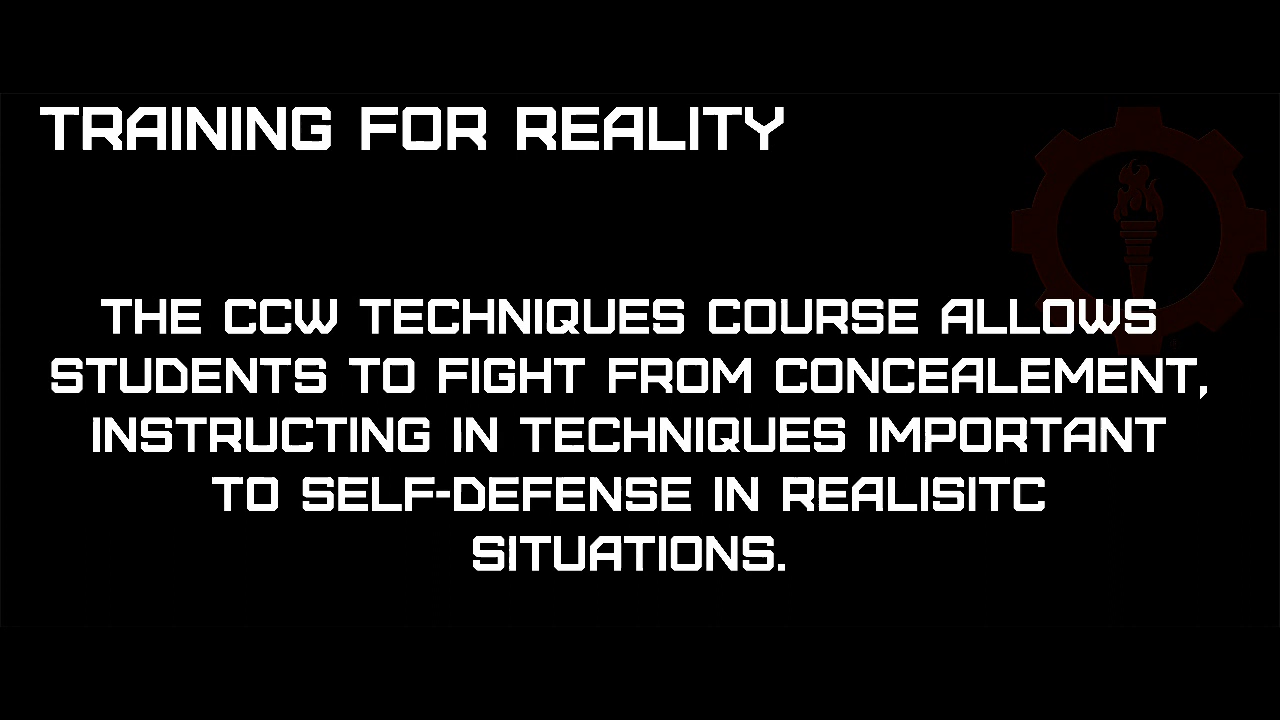 TRAINING FOR REALITY
THE CCW TECHNIQUES COURSE ALLOWS
STUDENTS TO FIGHT FROM CONCEALEMENT,
INSTRUCTING IN TECHNIQUES IMPORTANT
TO SELF-DEFENSE IN REALISITC
SITUATIONS.